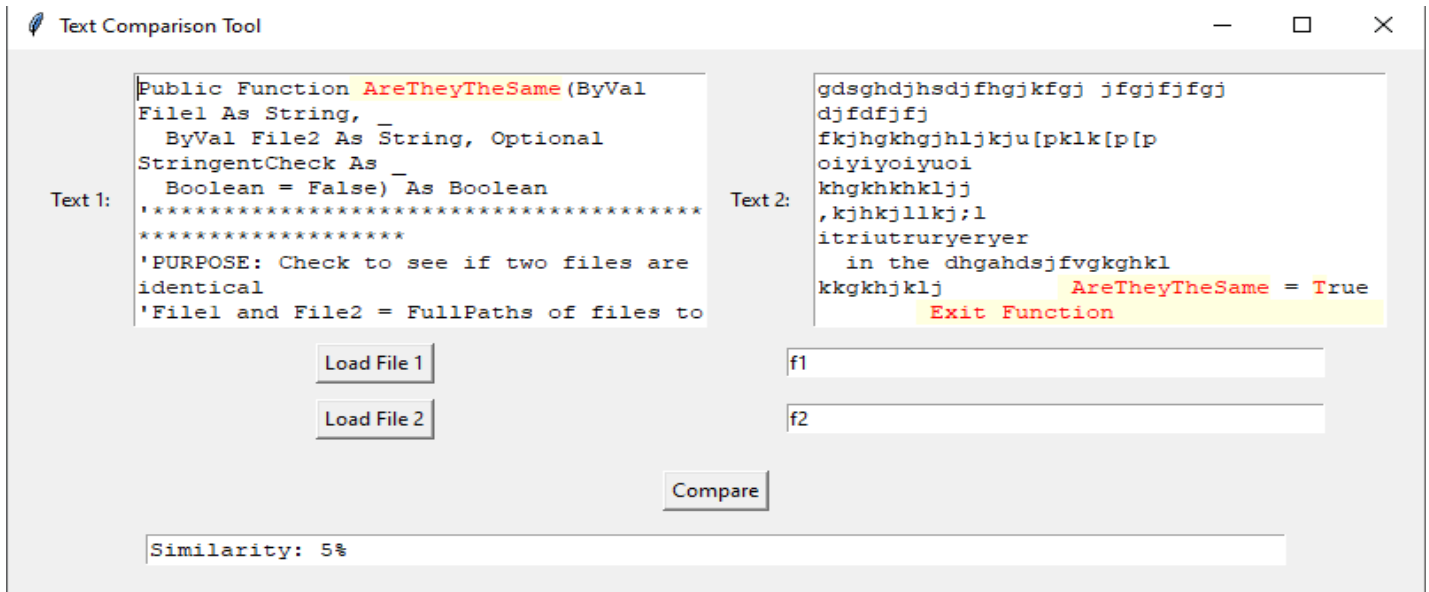 Text Comparison Tool
Text 1:
Public Function AreTheyTheSame(ByVal
File1 As String, _
  ByVal File2 As String, Optional
StringentCheck As _
  Boolean = False) As Boolean
'***************************************
*******************
'PURPOSE: Check to see if two files are
identical
'File1 and File2 = FullPaths of files to
Text 2:
gdsghdjhsdjfhgjkfgj jfgjfjfgj
djfdfjfj
fkjhgkhgjhljkju[pklk[p[p
oiyiyoiyuoi
khgkhkhkljj
,kjhkjllkj;l
itriutruryeryer
  in the dhgahdsjfvgkghkl
kkgkhjklj         AreTheyTheSame = True
        Exit Function
Load File 1
f1
Load File 2
f2
Compare
Similarity: 5%